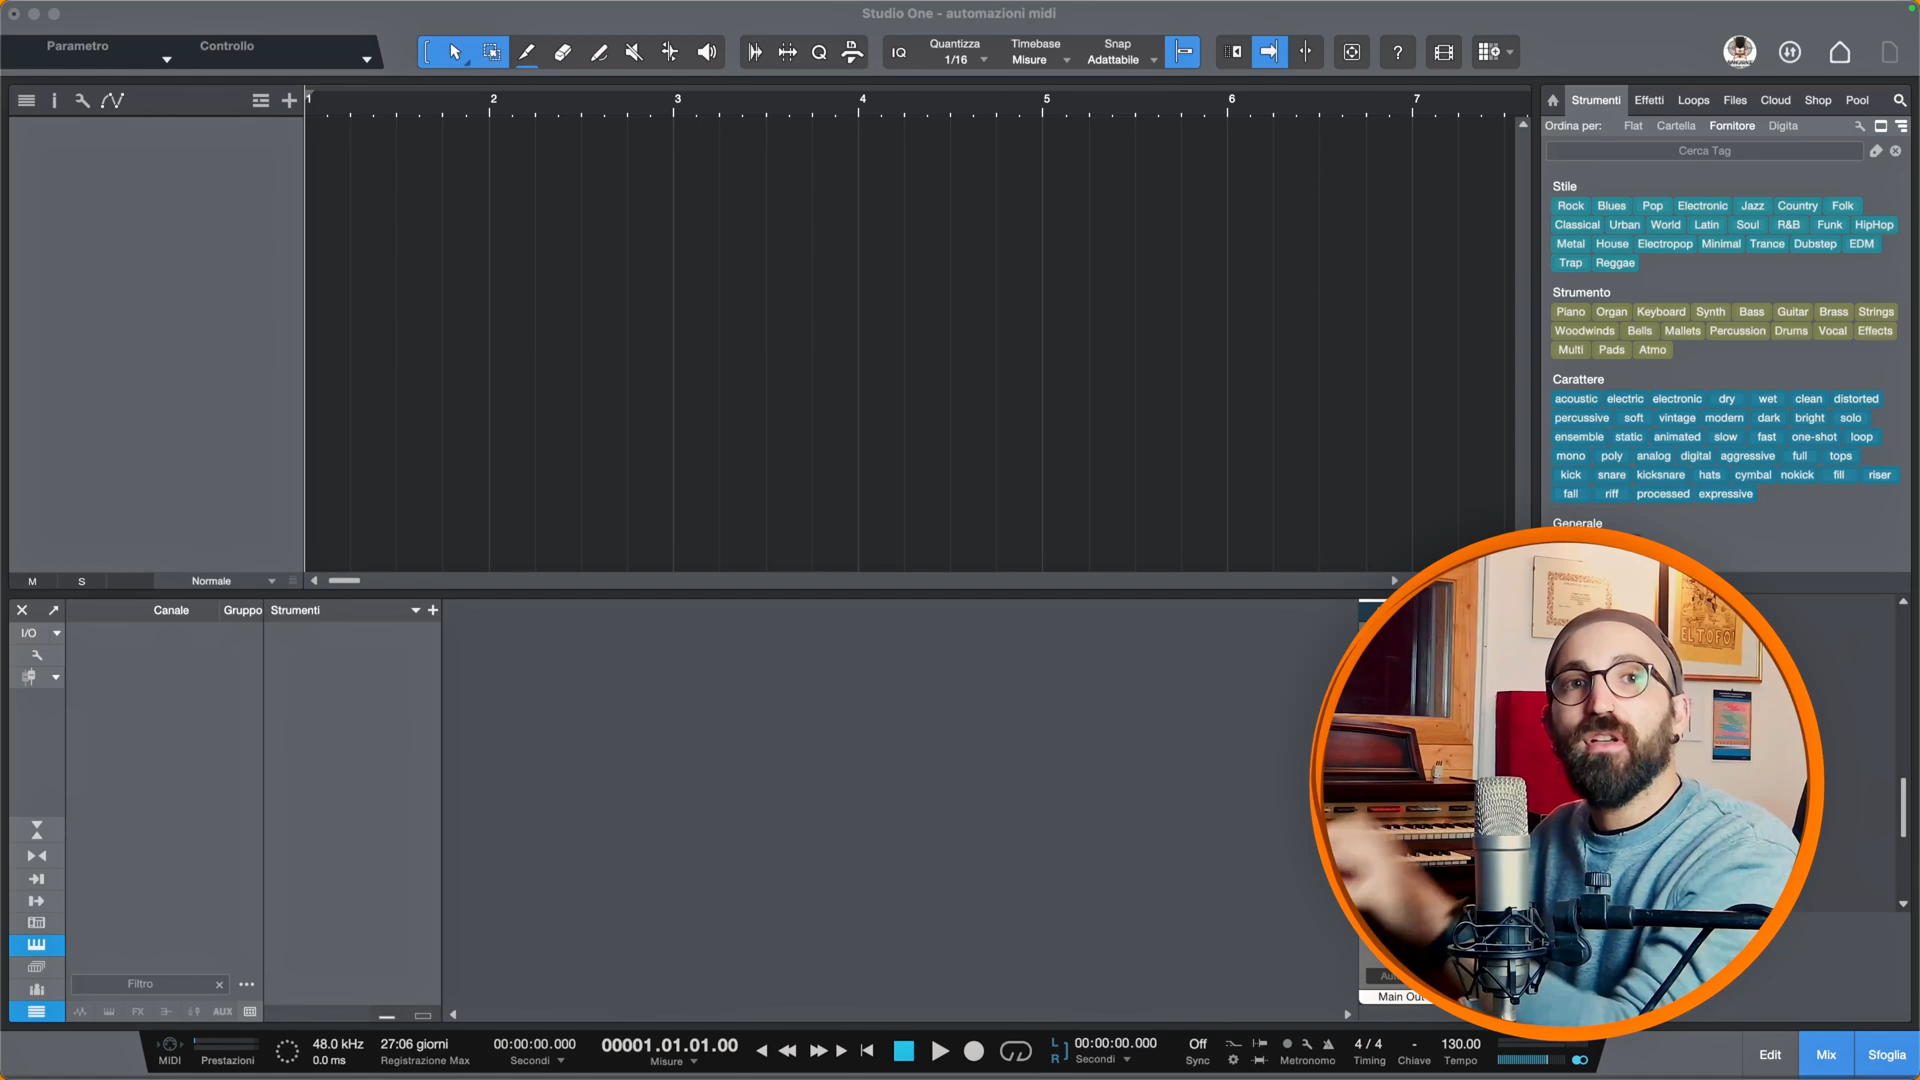 Studio One - automazioni midi
Parametro
Controllo
IQ
Quantizza
1/16
Timebase
Misure
Snap
Adattabile
?
1 2 3 4 5 6 7
Strumenti Effetti Loops Files Cloud Shop Pool
Ordina per: Flat Cartella Fornitore Digita
Cerca Tag
Stile
Rock Blues Pop Electronic Jazz Country Folk
Classical Urban World Latin Soul R&B Funk HipHop
Metal House Electropop Minimal Trance Dubstep EDM
Trap Reggae
Strumento
Piano Organ Keyboard Synth Bass Guitar Brass Strings
Woodwinds Bells Mallets Percussion Drums Vocal Effects
Multi Pads Atmo
Carattere
acoustic electric electronic dry wet clean distorted
percussive soft vintage modern dark bright solo
ensemble static animated slow fast one-shot loop
mono poly analog digital aggressive full tops
kick snare kicksnare hats cymbal nokick fill riser
fall riff processed expressive
Generale
M S Normale
Canale Gruppo Strumenti
I/O
EL TOFO!
Filtro
FX AUX
Main Out
MIDI
Prestazioni
48.0 kHz
0.0 ms
27:06 giorni
Registrazione Max
00:00:00.000
Secondi
00001.01.01.00
Misure
L
R
00:00:00.000
Secondi
Off
Sync
Metronomo
4 / 4
Timing
-
Chiave
130.00
Tempo
Edit Mix Sfoglia